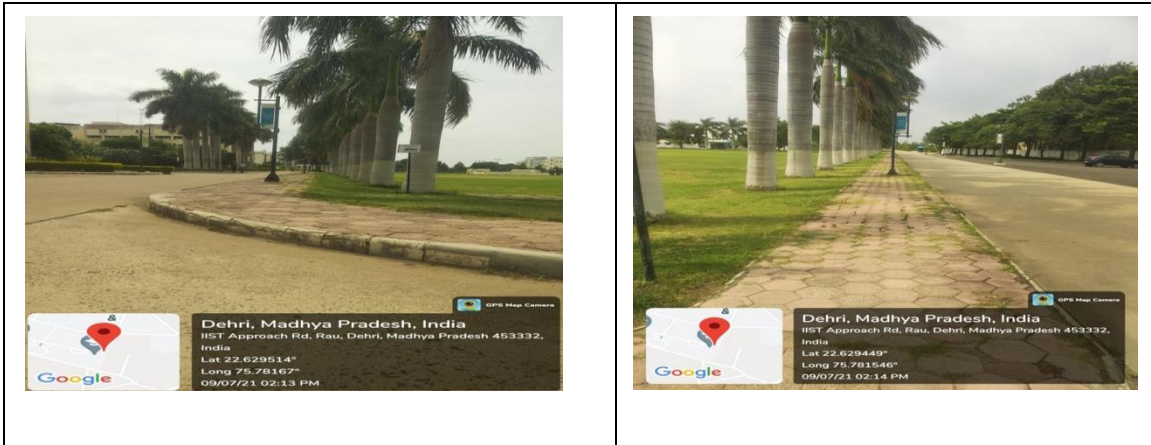 GPS Map Camera
Dehri, Madhya Pradesh, India
IIST Approach Rd, Rau, Dehri, Madhya Pradesh 453332,
India
Lat 22.629514°
Long 75.78167°
09/07/21 02:13 PM
Google
GPS Map Camera
Dehri, Madhya Pradesh, India
IIST Approach Rd, Rau, Dehri, Madhya Pradesh 453332,
India
Lat 22.629449°
Long 75.781546°
09/07/21 02:14 PM
Google